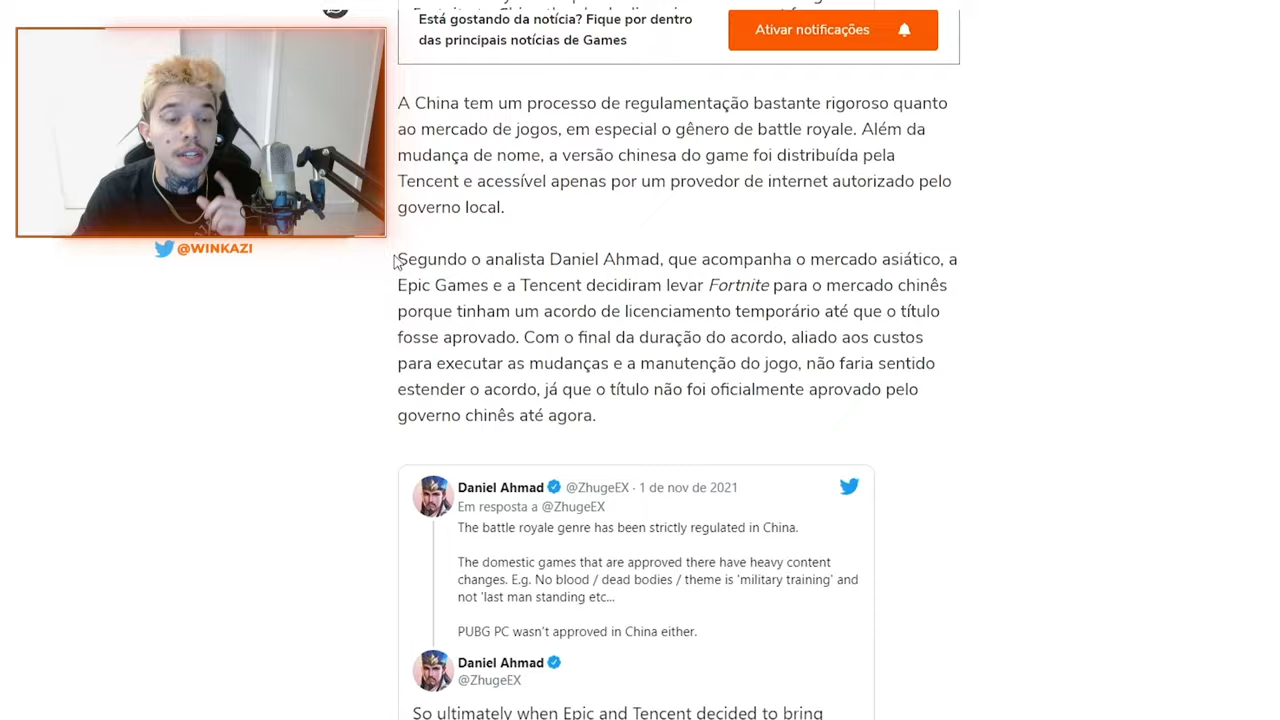 Está gostando da notícia? Fique por dentro
das principais notícias de Games
Ativar notificações
A China tem um processo de regulamentação bastante rigoroso quanto
ao mercado de jogos, em especial o gênero de battle royale. Além da
mudança de nome, a versão chinesa do game foi distribuída pela
Tencent e acessível apenas por um provedor de internet autorizado pelo
governo local.
@WINKAZI
Segundo o analista Daniel Ahmad, que acompanha o mercado asiático, a
Epic Games e a Tencent decidiram levar Fortnite para o mercado chinês
porque tinham um acordo de licenciamento temporário até que o título
fosse aprovado. Com o final da duração do acordo, aliado aos custos
para executar as mudanças e a manutenção do jogo, não faria sentido
estender o acordo, já que o título não foi oficialmente aprovado pelo
governo chinês até agora.
Daniel Ahmad @ZhugeEX · 1 de nov de 2021
Em resposta a @ZhugeEX
The battle royale genre has been strictly regulated in China.
The domestic games that are approved there have heavy content
changes. E.g. No blood / dead bodies / theme is 'military training' and
not 'last man standing etc...
PUBG PC wasn't approved in China either.
Daniel Ahmad
@ZhugeEX
So ultimately when Epic and Tencent decided to bring